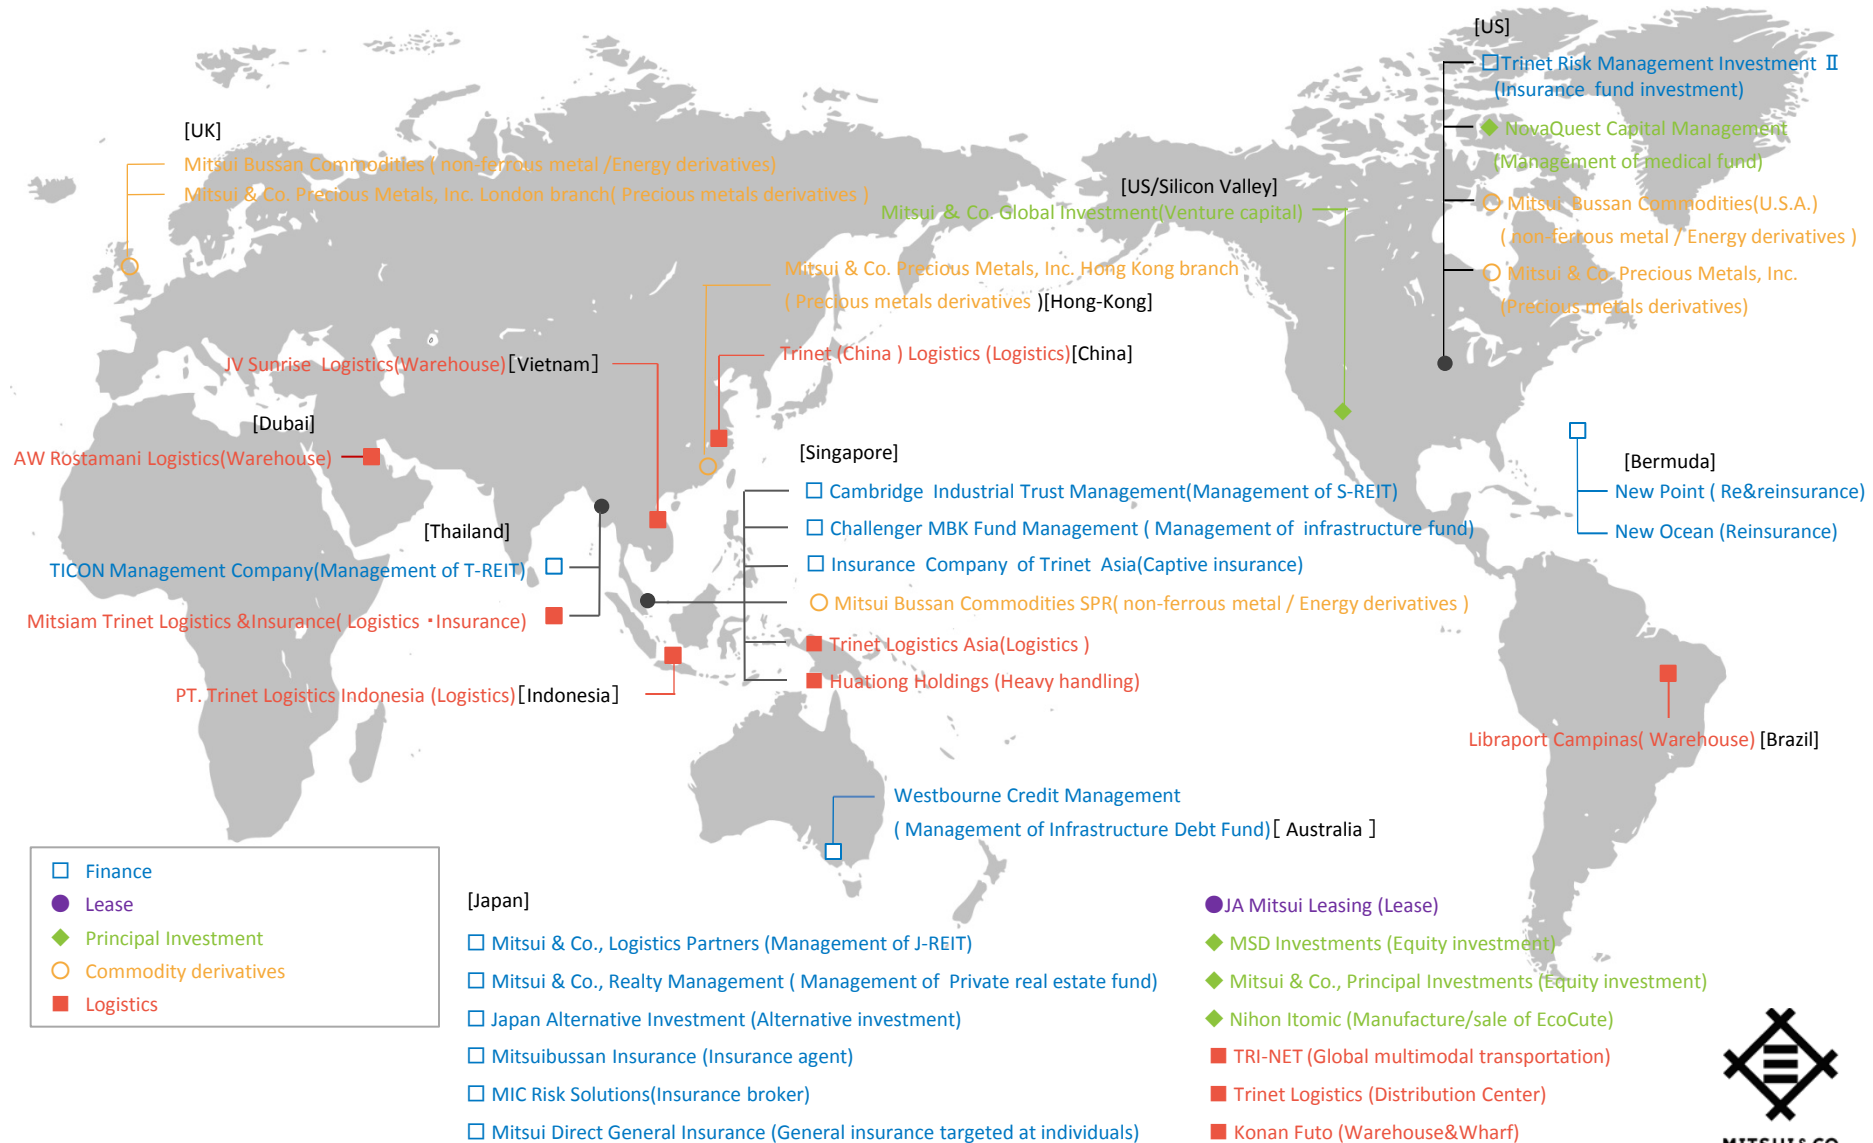 [US]
Trinet Risk Management Investment Ⅱ
(Insurance fund investment)
NovaQuest Capital Management
(Management of medical fund)
Mitsui Bussan Commodities(U.S.A.)
( non-ferrous metal / Energy derivatives )
Mitsui & Co. Precious Metals, Inc.
(Precious metals derivatives)
[UK]
Mitsui Bussan Commodities ( non-ferrous metal /Energy derivatives)
Mitsui & Co. Precious Metals, Inc. London branch( Precious metals derivatives )
[US/Silicon Valley]
Mitsui & Co. Global Investment(Venture capital)
Mitsui & Co. Precious Metals, Inc. Hong Kong branch
( Precious metals derivatives )[Hong-Kong]
Trinet (China ) Logistics (Logistics)[China]
JV Sunrise Logistics(Warehouse)[Vietnam]
[Dubai]
AW Rostamani Logistics(Warehouse)
[Singapore]
Cambridge Industrial Trust Management(Management of S-REIT)
Challenger MBK Fund Management ( Management of infrastructure fund)
Insurance Company of Trinet Asia(Captive insurance)
Mitsui Bussan Commodities SPR( non-ferrous metal / Energy derivatives )
Trinet Logistics Asia(Logistics )
Huationg Holdings (Heavy handling)
[Bermuda]
New Point ( Re&reinsurance)
New Ocean (Reinsurance)
[Thailand]
TICON Management Company(Management of T-REIT)
Mitsiam Trinet Logistics &Insurance( Logistics ・Insurance)
PT. Trinet Logistics Indonesia (Logistics)[Indonesia]
Libraport Campinas( Warehouse) [Brazil]
Westbourne Credit Management
( Management of Infrastructure Debt Fund)[ Australia ]
Finance
Lease
Principal Investment
Commodity derivatives
Logistics
[Japan]
Mitsui & Co., Logistics Partners (Management of J-REIT)
Mitsui & Co., Realty Management ( Management of Private real estate fund)
Japan Alternative Investment (Alternative investment)
Mitsuibussan Insurance (Insurance agent)
MIC Risk Solutions(Insurance broker)
Mitsui Direct General Insurance (General insurance targeted at individuals)
JA Mitsui Leasing (Lease)
MSD Investments (Equity investment)
Mitsui & Co., Principal Investments (Equity investment)
Nihon Itomic (Manufacture/sale of EcoCute)
TRI-NET (Global multimodal transportation)
Trinet Logistics (Distribution Center)
Konan Futo (Warehouse&Wharf)
MITSUI & CO